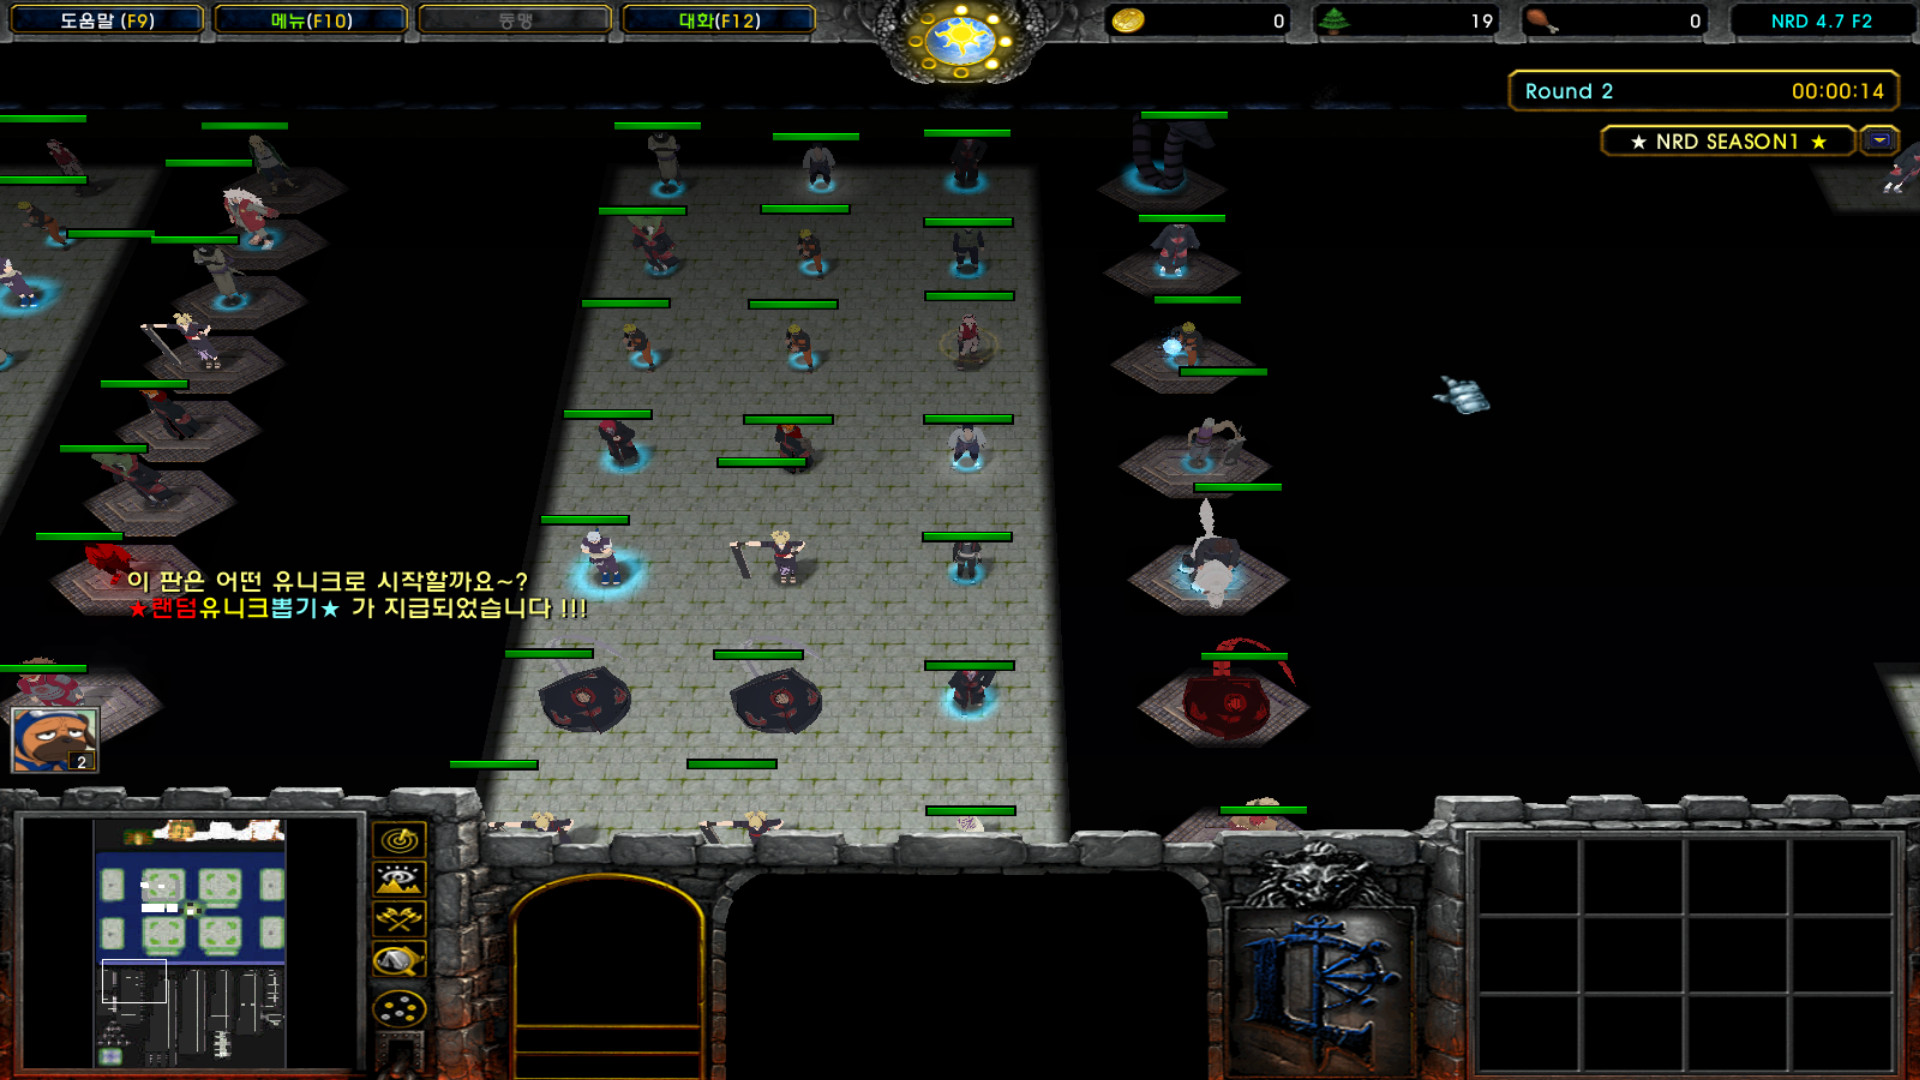 도움말 (F9)
메뉴(F10)
동맹
대화(F12)
0
19
0
NRD 4.7 F2
Round 2
00:00:14
★ NRD SEASON1 ★
이 판은 어떤 유니크로 시작할까요~?
★랜덤유니크뽑기★ 가 지급되었습니다 !!!
2